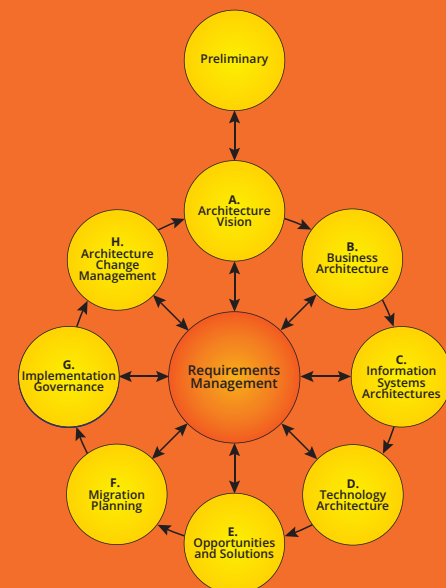 Preliminary
A.
Architecture
Vision
B.
Business
Architecture
C.
Information
Systems
Architectures
D.
Technology
Architecture
E.
Opportunities
and Solutions
F.
Migration
Planning
G.
Implementation
Governance
H.
Architecture
Change
Management
Requirements
Management